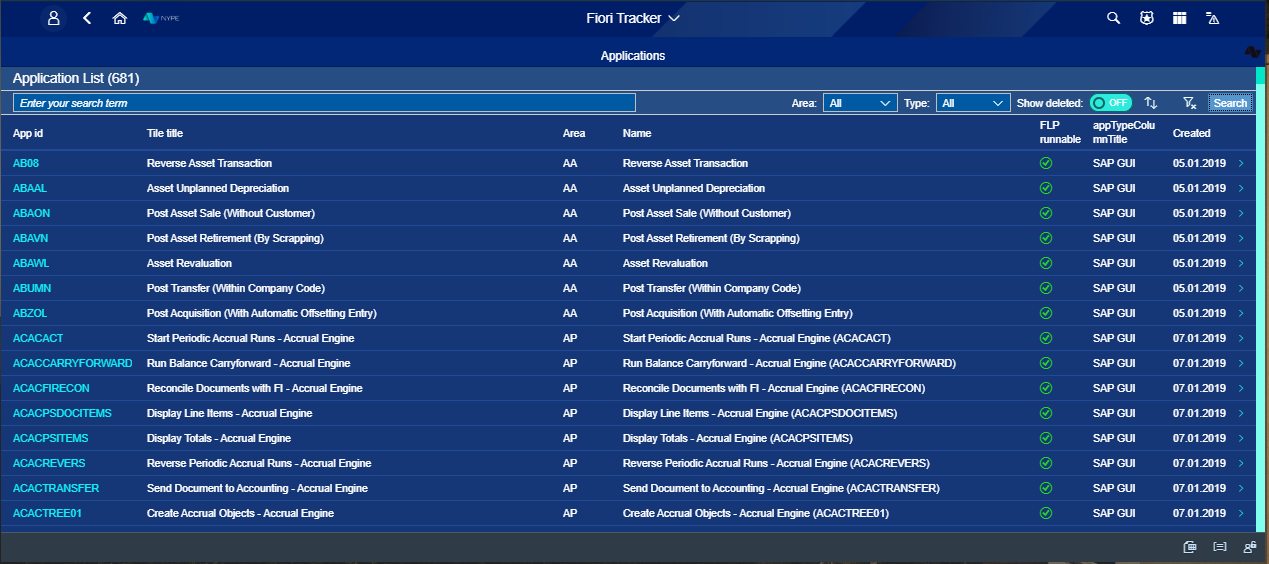 NYPE
Fiori Tracker
Applications
Application List (681)
Enter your search term Area: All Type: All Show deleted: OFF Search
App id Tile title Area Name FLP runnable appTypeColumnTitle Created
AB08 Reverse Asset Transaction AA Reverse Asset Transaction SAP GUI 05.01.2019
ABAAL Asset Unplanned Depreciation AA Asset Unplanned Depreciation SAP GUI 05.01.2019
ABAON Post Asset Sale (Without Customer) AA Post Asset Sale (Without Customer) SAP GUI 05.01.2019
ABAVN Post Asset Retirement (By Scrapping) AA Post Asset Retirement (By Scrapping) SAP GUI 05.01.2019
ABAWL Asset Revaluation AA Asset Revaluation SAP GUI 05.01.2019
ABUMN Post Transfer (Within Company Code) AA Post Transfer (Within Company Code) SAP GUI 05.01.2019
ABZOL Post Acquisition (With Automatic Offsetting Entry) AA Post Acquisition (With Automatic Offsetting Entry) SAP GUI 05.01.2019
ACACACT Start Periodic Accrual Runs - Accrual Engine AP Start Periodic Accrual Runs - Accrual Engine (ACACACT) SAP GUI 07.01.2019
ACACCARRYFORWARD Run Balance Carryforward - Accrual Engine AP Run Balance Carryforward - Accrual Engine (ACACCARRYFORWARD) SAP GUI 07.01.2019
ACACFIRECON Reconcile Documents with FI - Accrual Engine AP Reconcile Documents with FI - Accrual Engine (ACACFIRECON) SAP GUI 07.01.2019
ACACPSDOCITEMS Display Line Items - Accrual Engine AP Display Line Items - Accrual Engine (ACACPSDOCITEMS) SAP GUI 07.01.2019
ACACPSITEMS Display Totals - Accrual Engine AP Display Totals - Accrual Engine (ACACPSITEMS) SAP GUI 07.01.2019
ACACREVERS Reverse Periodic Accrual Runs - Accrual Engine AP Reverse Periodic Accrual Runs - Accrual Engine (ACACREVERS) SAP GUI 07.01.2019
ACACTRANSFER Send Document to Accounting - Accrual Engine AP Send Document to Accounting - Accrual Engine (ACACTRANSFER) SAP GUI 07.01.2019
ACACTREE01 Create Accrual Objects - Accrual Engine AP Create Accrual Objects - Accrual Engine (ACACTREE01) SAP GUI 07.01.2019